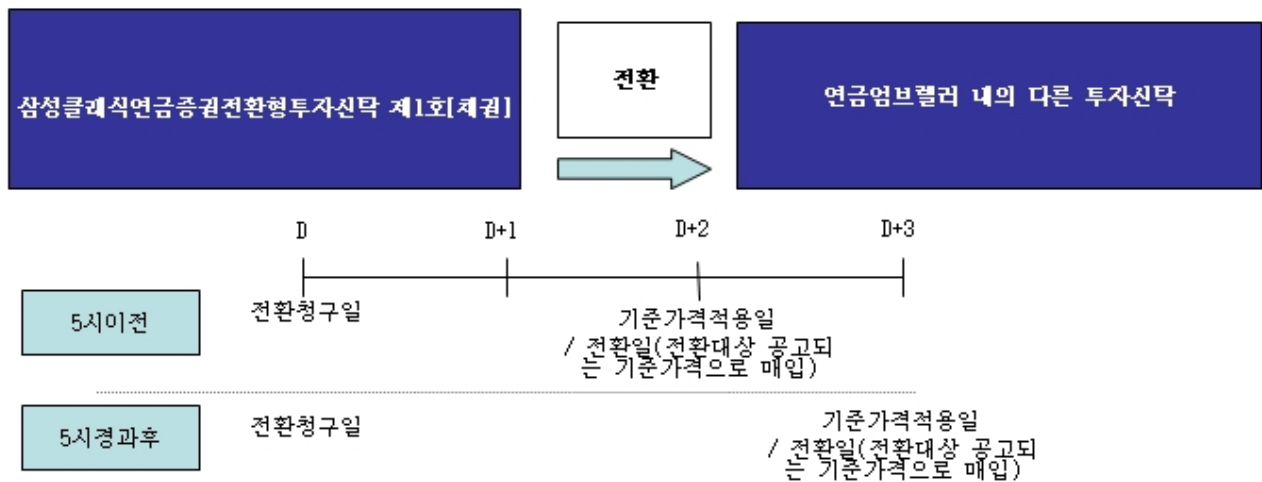 삼성클래식연금증권전환형투자신탁 제1호[채권]
전환
연금엄브렐러 내의 다른 투자신탁
D
D+1
D+2
D+3
5시이전
전환청구일
기준가격적용일
/ 전환일(전환대상 공고되
는 기준가격으로 매입)
5시경과후
전환청구일
기준가격적용일
/ 전환일(전환대상 공고되
는 기준가격으로 매입)